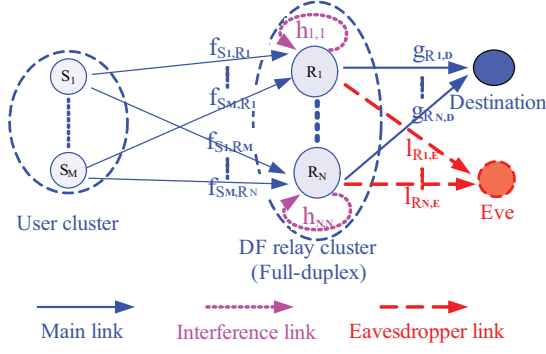 h1,1
fS1,R1
gR1,D
S1
R1
fSM,R1
gRN,D
Destination
fS1,RM
lR1,E
SM
RN
fSM,RN
lRN,E
User cluster
hNN
Eve
DF relay cluster
(Full-duplex)
Main link
Interference link
Eavesdropper link